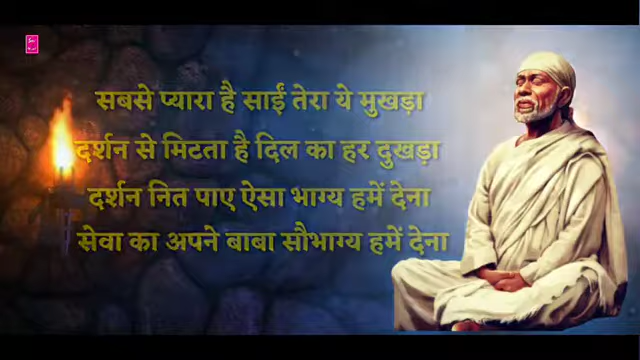 सबसे प्यारा है साईं तेरा ये मुखड़ा
दर्शन से मिटता है दिल का हर दुखड़ा
दर्शन नित पाए ऐसा भाग्य हमें देना
सेवा का अपने बाबा सौभाग्य हमें देना